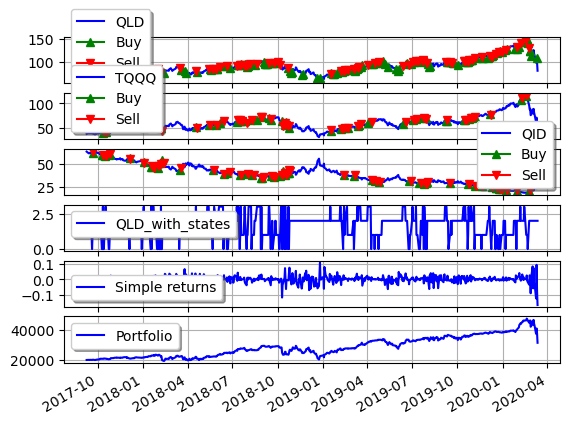 QLD
Buy
Sell
150
100
TQQQ
Buy
Sell
100
50
QID
Buy
Sell
50
25
QLD_with_states
2.5
0.0
Simple returns
0.1
0.0
−0.1
Portfolio
40000
20000
2017-10
2018-01
2018-04
2018-07
2018-10
2019-01
2019-04
2019-07
2019-10
2020-01
2020-04